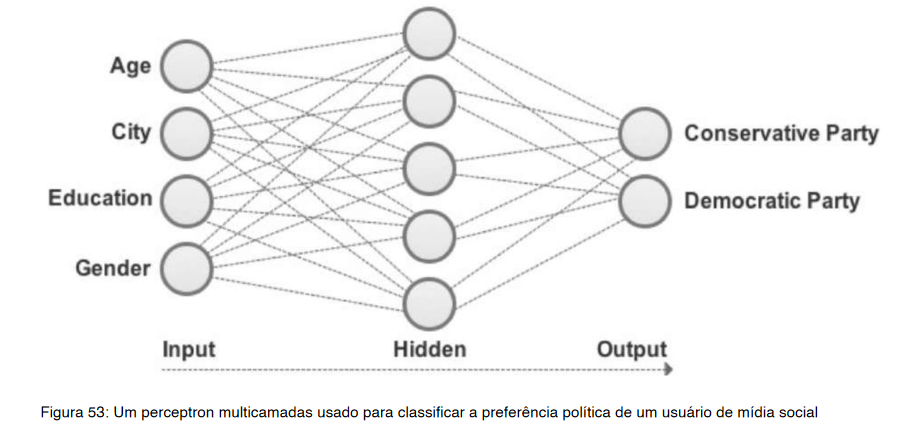 Age
City
Education
Gender
Conservative Party
Democratic Party
Input
Hidden
Output
Figura 53: Um perceptron multicamadas usado para classificar a preferência política de um usuário de mídia social